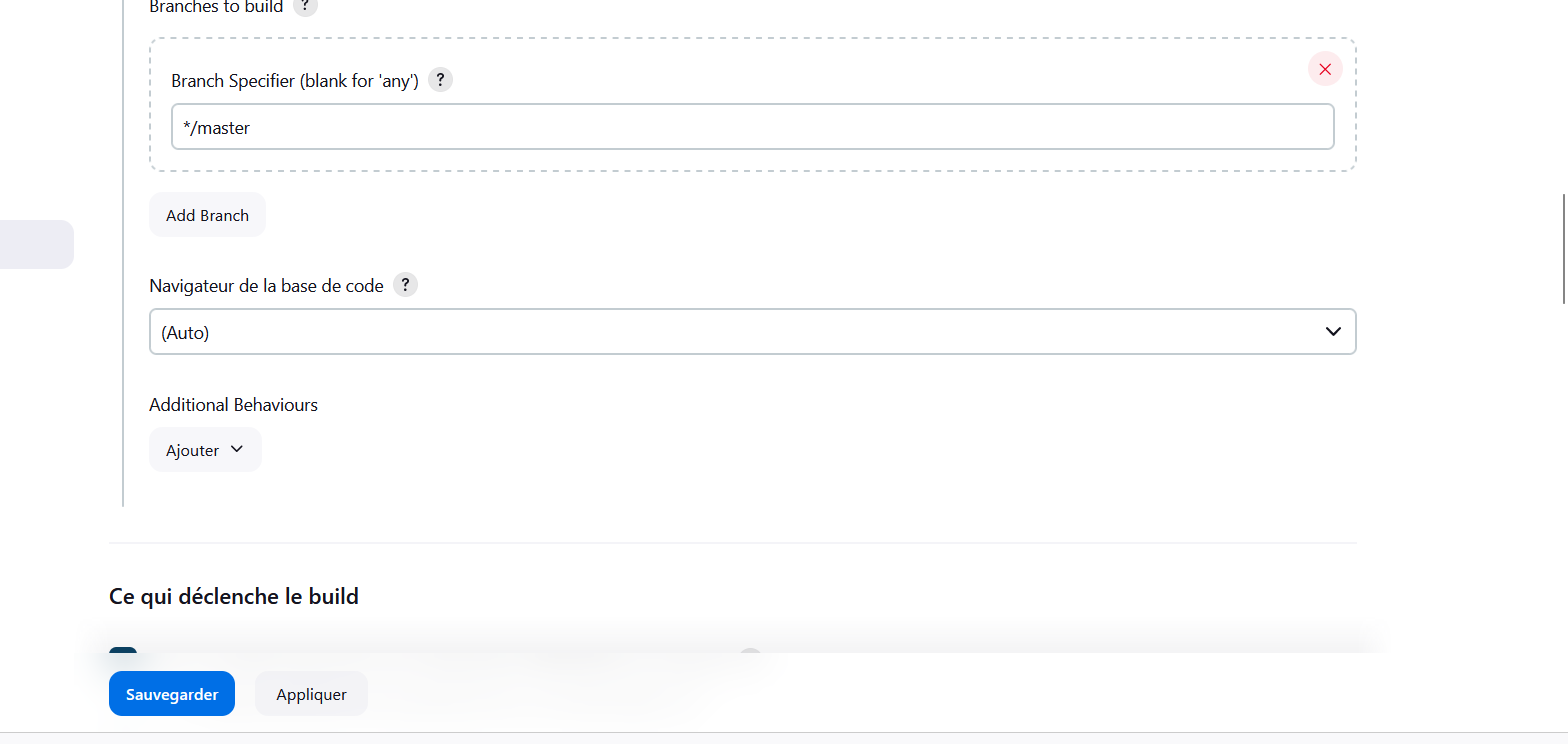 Branches to build ?
Branch Specifier (blank for 'any') ?
*/master
Add Branch
Navigateur de la base de code ?
(Auto)
Additional Behaviours
Ajouter
Ce qui déclenche le build
Sauvegarder
Appliquer